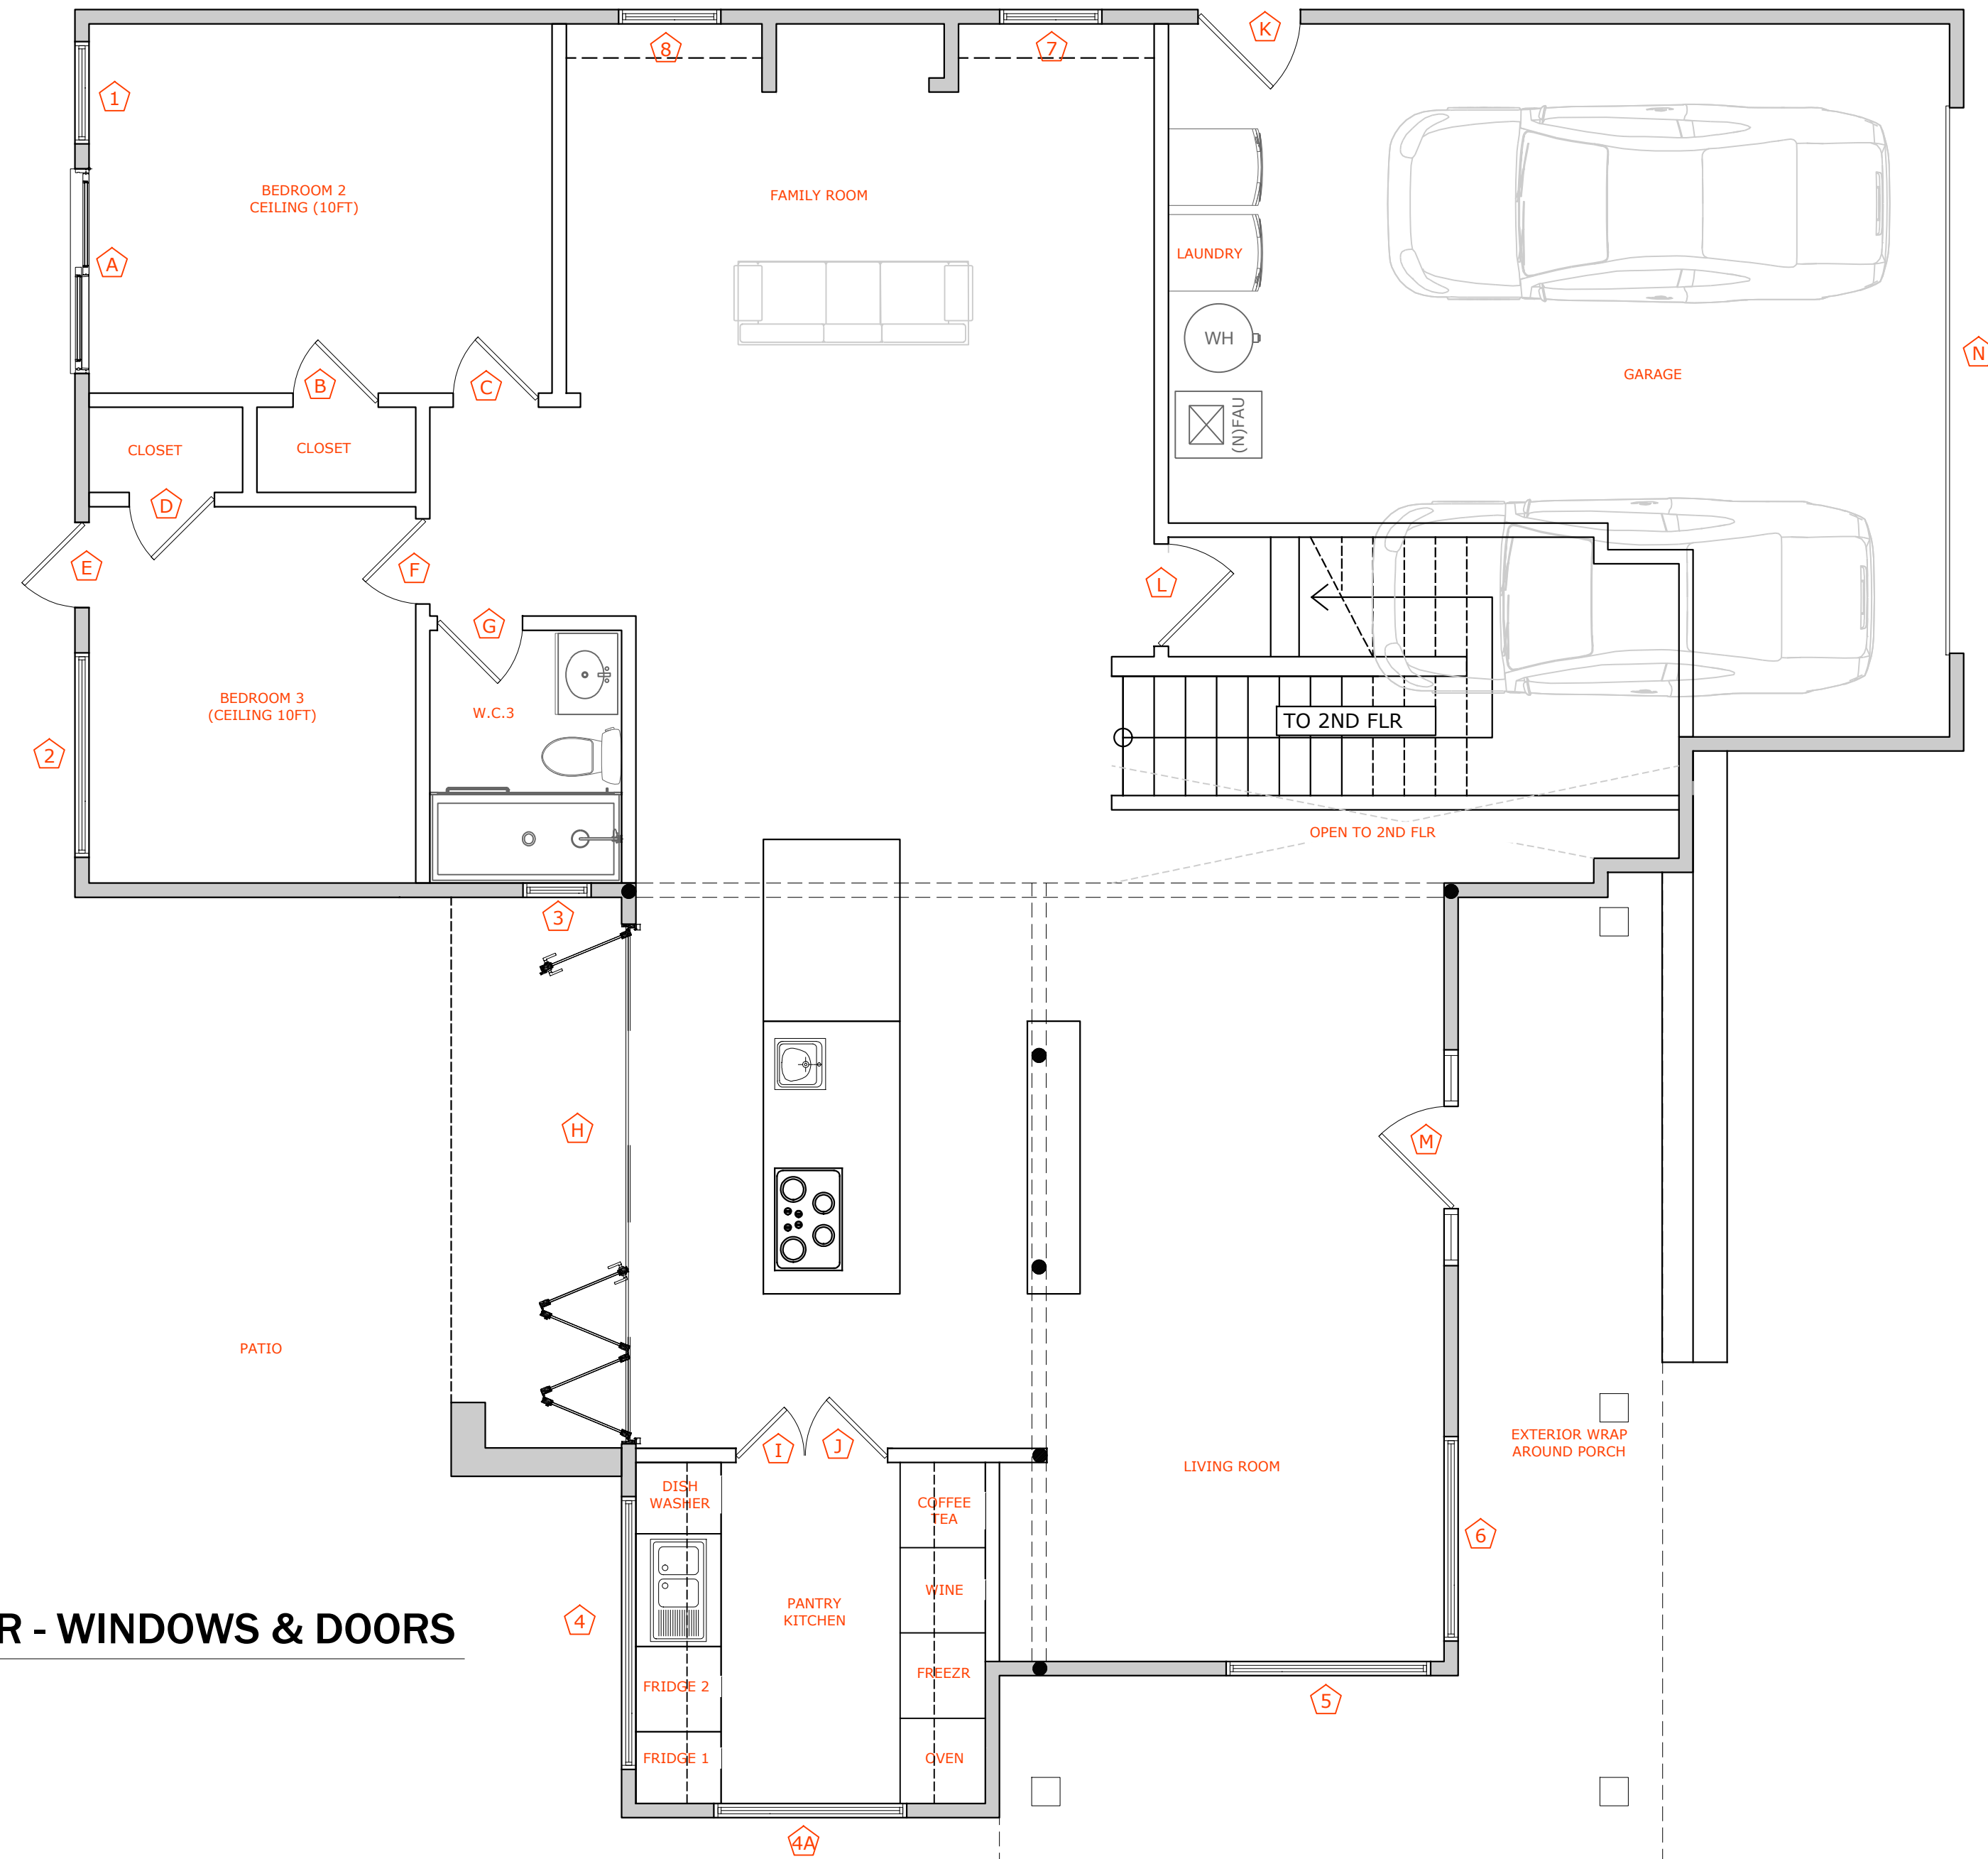 K
8
7
1
BEDROOM 2
CEILING (10FT)
FAMILY ROOM
A
LAUNDRY
WH
N
GARAGE
B
C
(N)FAU
CLOSET
CLOSET
D
E
F
L
G
BEDROOM 3
(CEILING 10FT)
W.C.3
TO 2ND FLR
2
OPEN TO 2ND FLR
3
H
M
PATIO
EXTERIOR WRAP
AROUND PORCH
I
J
LIVING ROOM
DISH
WASHER
COFFEE
TEA
6
WINE
PANTRY
KITCHEN
4
R - WINDOWS & DOORS
FREEZR
FRIDGE 2
5
FRIDGE 1
OVEN
4A